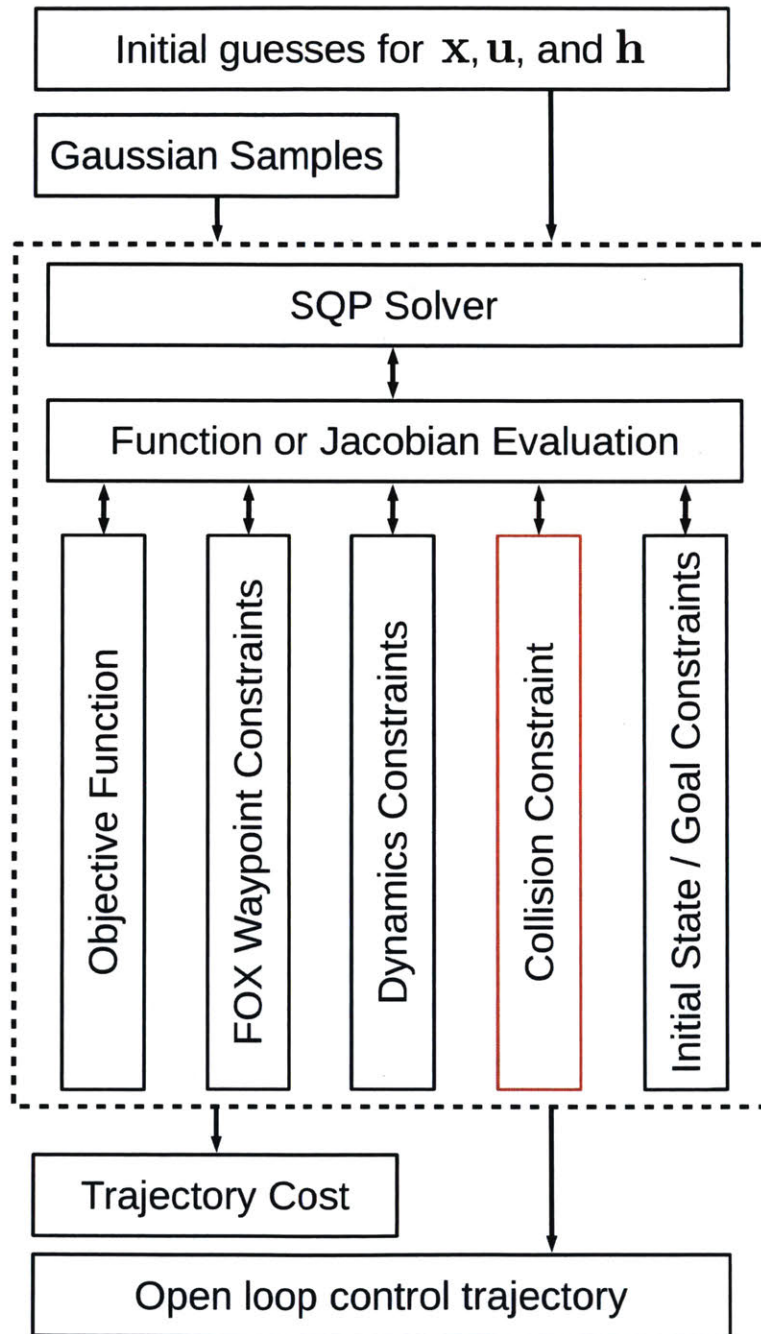 Initial guesses for x, u, and h
Gaussian Samples
SQP Solver
Function or Jacobian Evaluation
Objective Function
FOX Waypoint Constraints
Dynamics Constraints
Collision Constraint
Initial State / Goal Constraints
Trajectory Cost
Open loop control trajectory